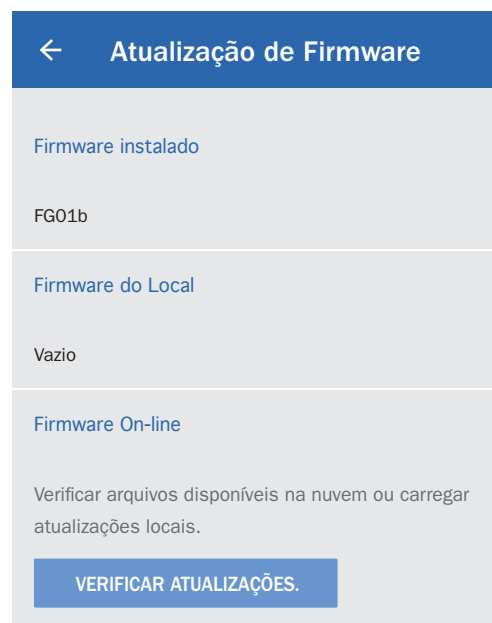 Atualização de Firmware
Firmware instalado
FG01b
Firmware do Local
Vazio
Firmware On-line
Verificar arquivos disponíveis na nuvem ou carregar
atualizações locais.
VERIFICAR ATUALIZAÇÕES.